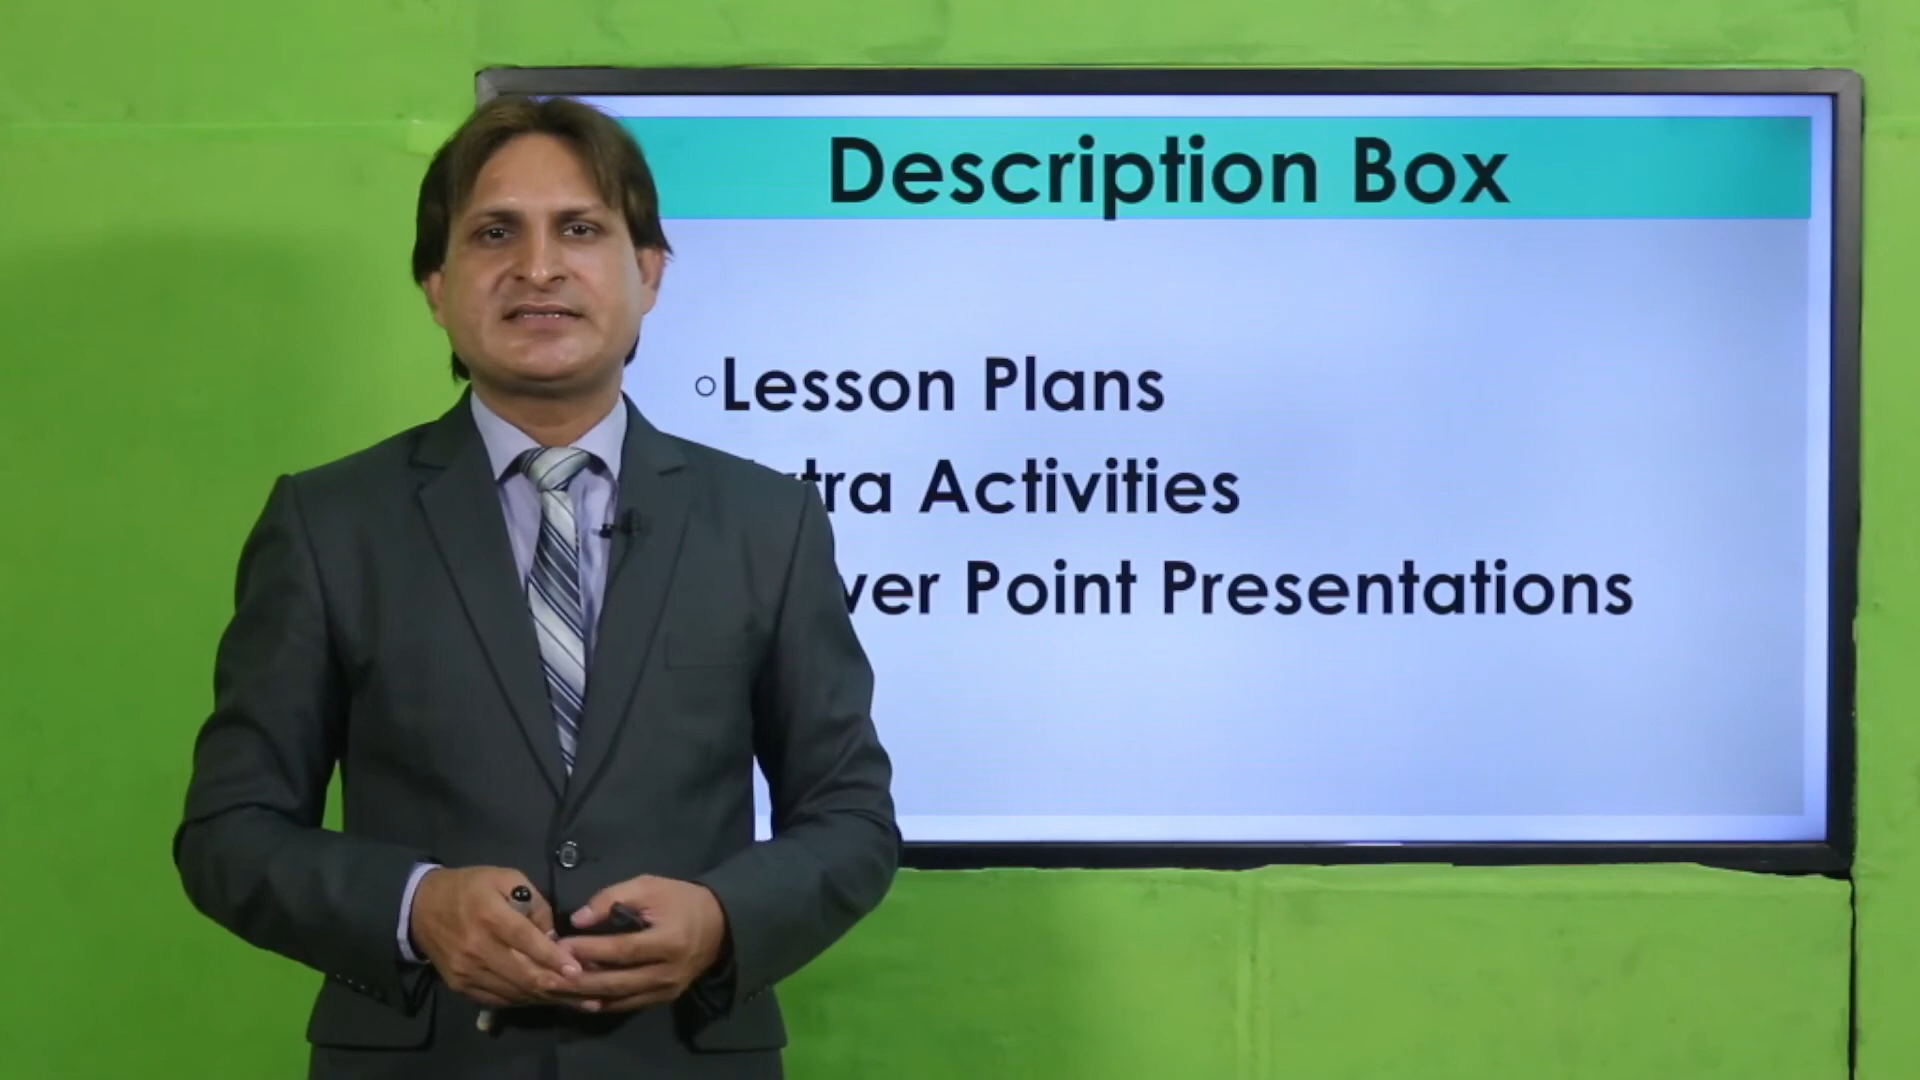 Description Box
Lesson Plans
Activities
Point Presentations